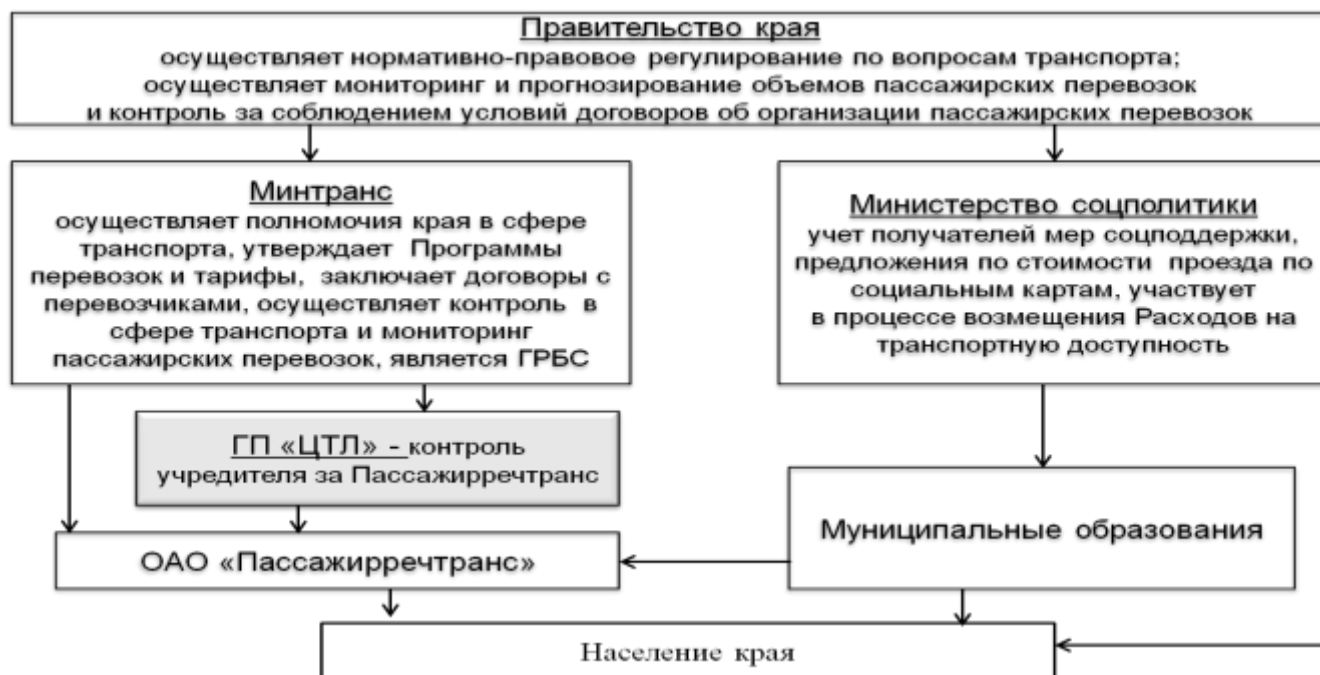 Правительство края
осуществляет нормативно-правовое регулирование по вопросам транспорта;
осуществляет мониторинг и прогнозирование объемов пассажирских перевозок
и контроль за соблюдением условий договоров об организации пассажирских перевозок
Минтранс
осуществляет полномочия края в сфере
транспорта, утверждает Программы
перевозок и тарифы, заключает договоры с
перевозчиками, осуществляет контроль в
сфере транспорта и мониторинг
пассажирских перевозок, является ГРБС
Министерство соцполитики
учет получателей мер соцподдержки,
предложения по стоимости проезда по
социальным картам, участвует
в процессе возмещения Расходов на
транспортную доступность
ГП «ЦТЛ» - контроль
учредителя за Пассажирречтранс
Муниципальные образования
ОАО «Пассажирречтранс»
Население края